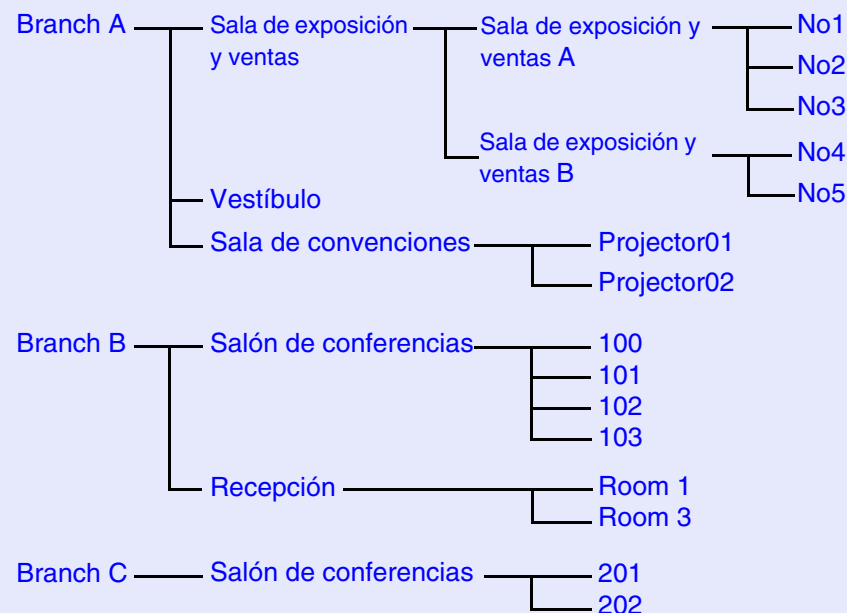 Branch A
Sala de exposición
y ventas
Sala de exposición y
ventas A
No1
No2
No3
Sala de exposición y
ventas B
No4
No5
Vestíbulo
Sala de convenciones
Projector01
Projector02
Branch B
Salón de conferencias
100
101
102
103
Recepción
Room 1
Room 3
Branch C
Salón de conferencias
201
202